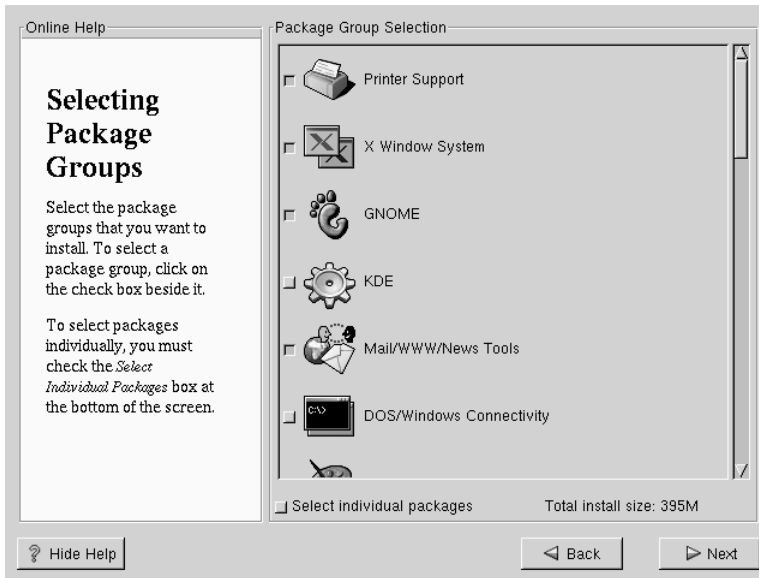 Online Help
Selecting
Package
Groups
Select the package
groups that you want to
install. To select a
package group, click on
the check box beside it.
To select packages
individually, you must
check the Select
Individual Packages box at
the bottom of the screen.
Package Group Selection
Printer Support
X Window System
GNOME
KDE
Mail/WWW/News Tools
C:\>
DOS/Windows Connectivity
Select individual packages
Total install size: 395M
? Hide Help
Back
Next